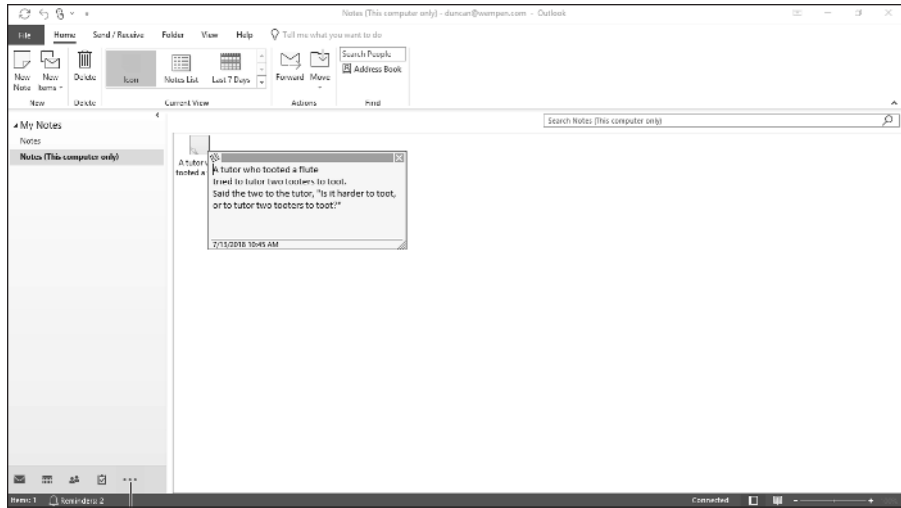 Notes (This computer only) - duncan@wempen.com - Outlook
File Home Send / Receive Folder View Help Tell me what you want to do
New Note
New Items
Delete
Icon
Notes List
Last 7 Days
Forward
Move
Search People
Address Book
New Delete Current View Actions Find
My Notes
Notes
Notes (This computer only)
Search Notes (This computer only)
A tutor
tooted a
A tutor who tooted a flute
tried to tutor two tooters to toot.
Said the two to the tutor, "Is it harder to toot,
or to tutor two tooters to toot?"
7/13/2018 10:45 AM
Items: 1 Reminders: 2 Connected